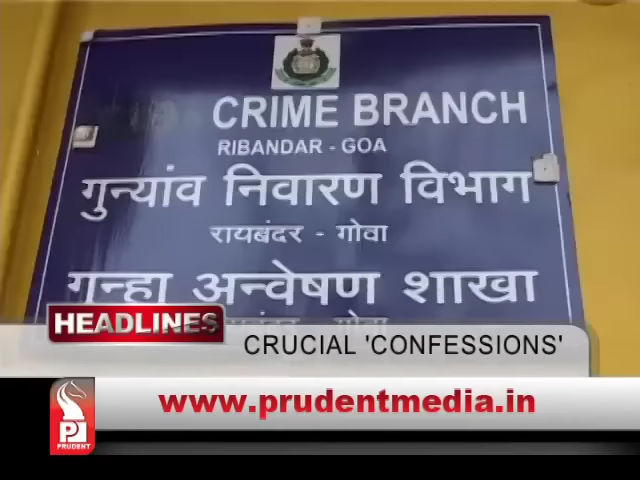 CRIME BRANCH
RIBANDAR - GOA
गुन्यांव निवारण विभाग
रायबंदर - गोवा
गुन्हा अन्वेषण शाखा
गोवा
HEADLINES
CRUCIAL 'CONFESSIONS'
www.prudentmedia.in
PRUDENT